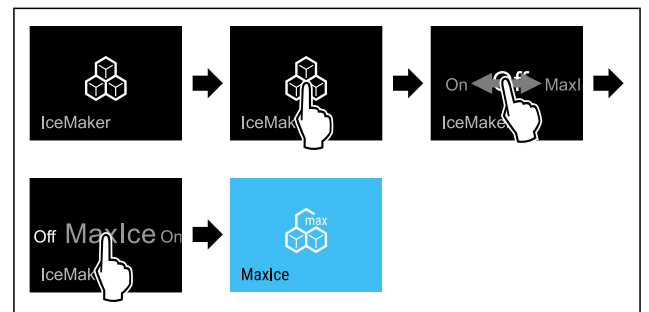 IceMaker
IceMak
On Off MaxI
IceMake
Off MaxIce On
IceMak
max
MaxIce